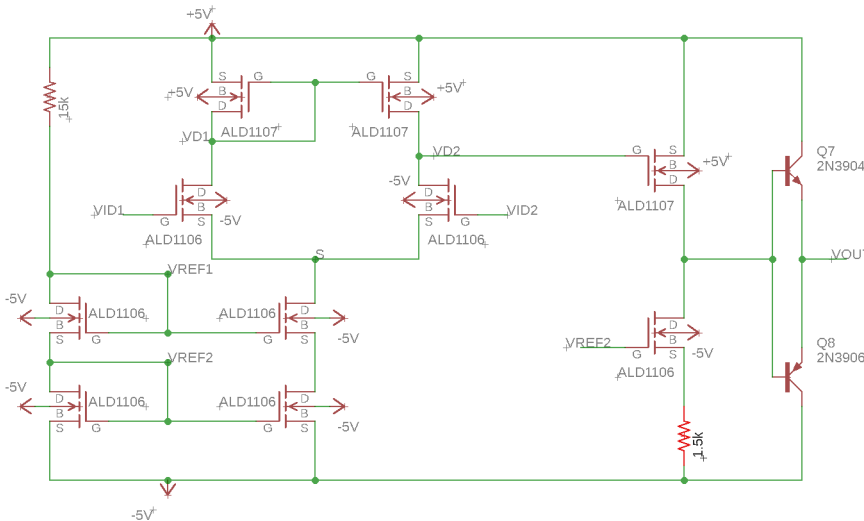 +5V
S G
G S
+5V B
B +5V
D
D
15k
ALD1107
ALD1107
VD1
VD2
G S
Q7
2N3904
B +5V
D
-5V
D
D
VID1
B
B
VID2
G S
-5V
S G
ALD1107
ALD1106
ALD1106
S
VOU
VREF1
-5V
D
ALD1106
ALD1106
D
B
B
S G
G S
-5V
D
VREF2
B
G S
-5V
ALD1106
Q8
2N3906
VREF2
-5V
D
ALD1106
ALD1106
D
B
B
S G
G S
-5V
1.5k
-5V